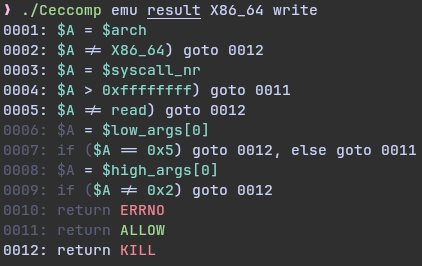 ❱ ./Ceccomp emu result X86_64 write
0001: $A = $arch
0002: $A ≠ X86_64) goto 0012
0003: $A = $syscall_nr
0004: $A > 0xffffffff) goto 0011
0005: $A ≠ read) goto 0012
0006: $A = $low_args[0]
0007: if ($A == 0x5) goto 0012, else goto 0011
0008: $A = $high_args[0]
0009: if ($A ≠ 0x2) goto 0012
0010: return ERRNO
0011: return ALLOW
0012: return KILL